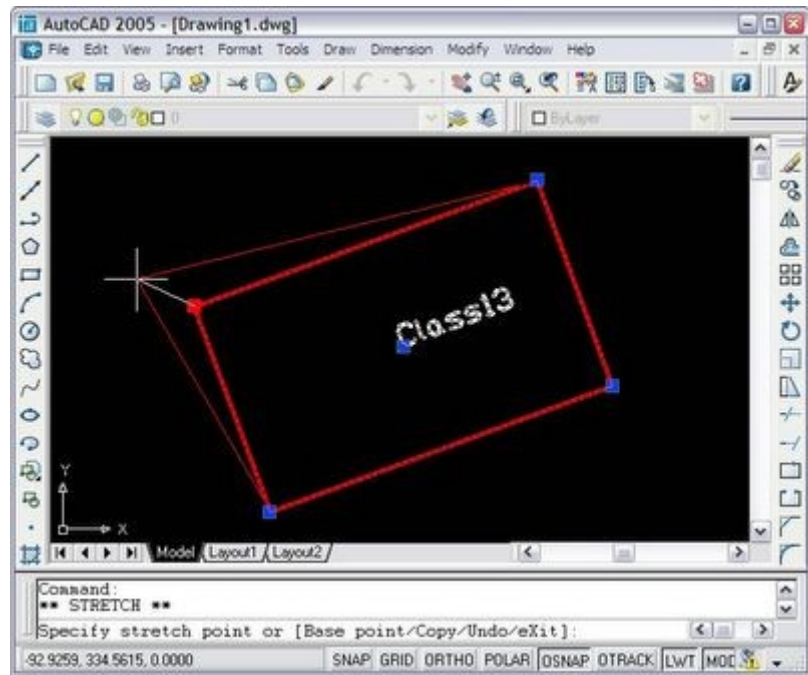 AutoCAD 2005 - [Drawing1.dwg]
File Edit View Insert Format Tools Draw Dimension Modify Window Help
0 ByLayer
Class13
Y
X
Model Layout1 Layout2
Command:
** STRETCH **
Specify stretch point or [Base point/Copy/Undo/eXit]:
-92.9259, 334.5615, 0.0000 SNAP GRID ORTHO POLAR OSNAP OTRACK LWT MOD